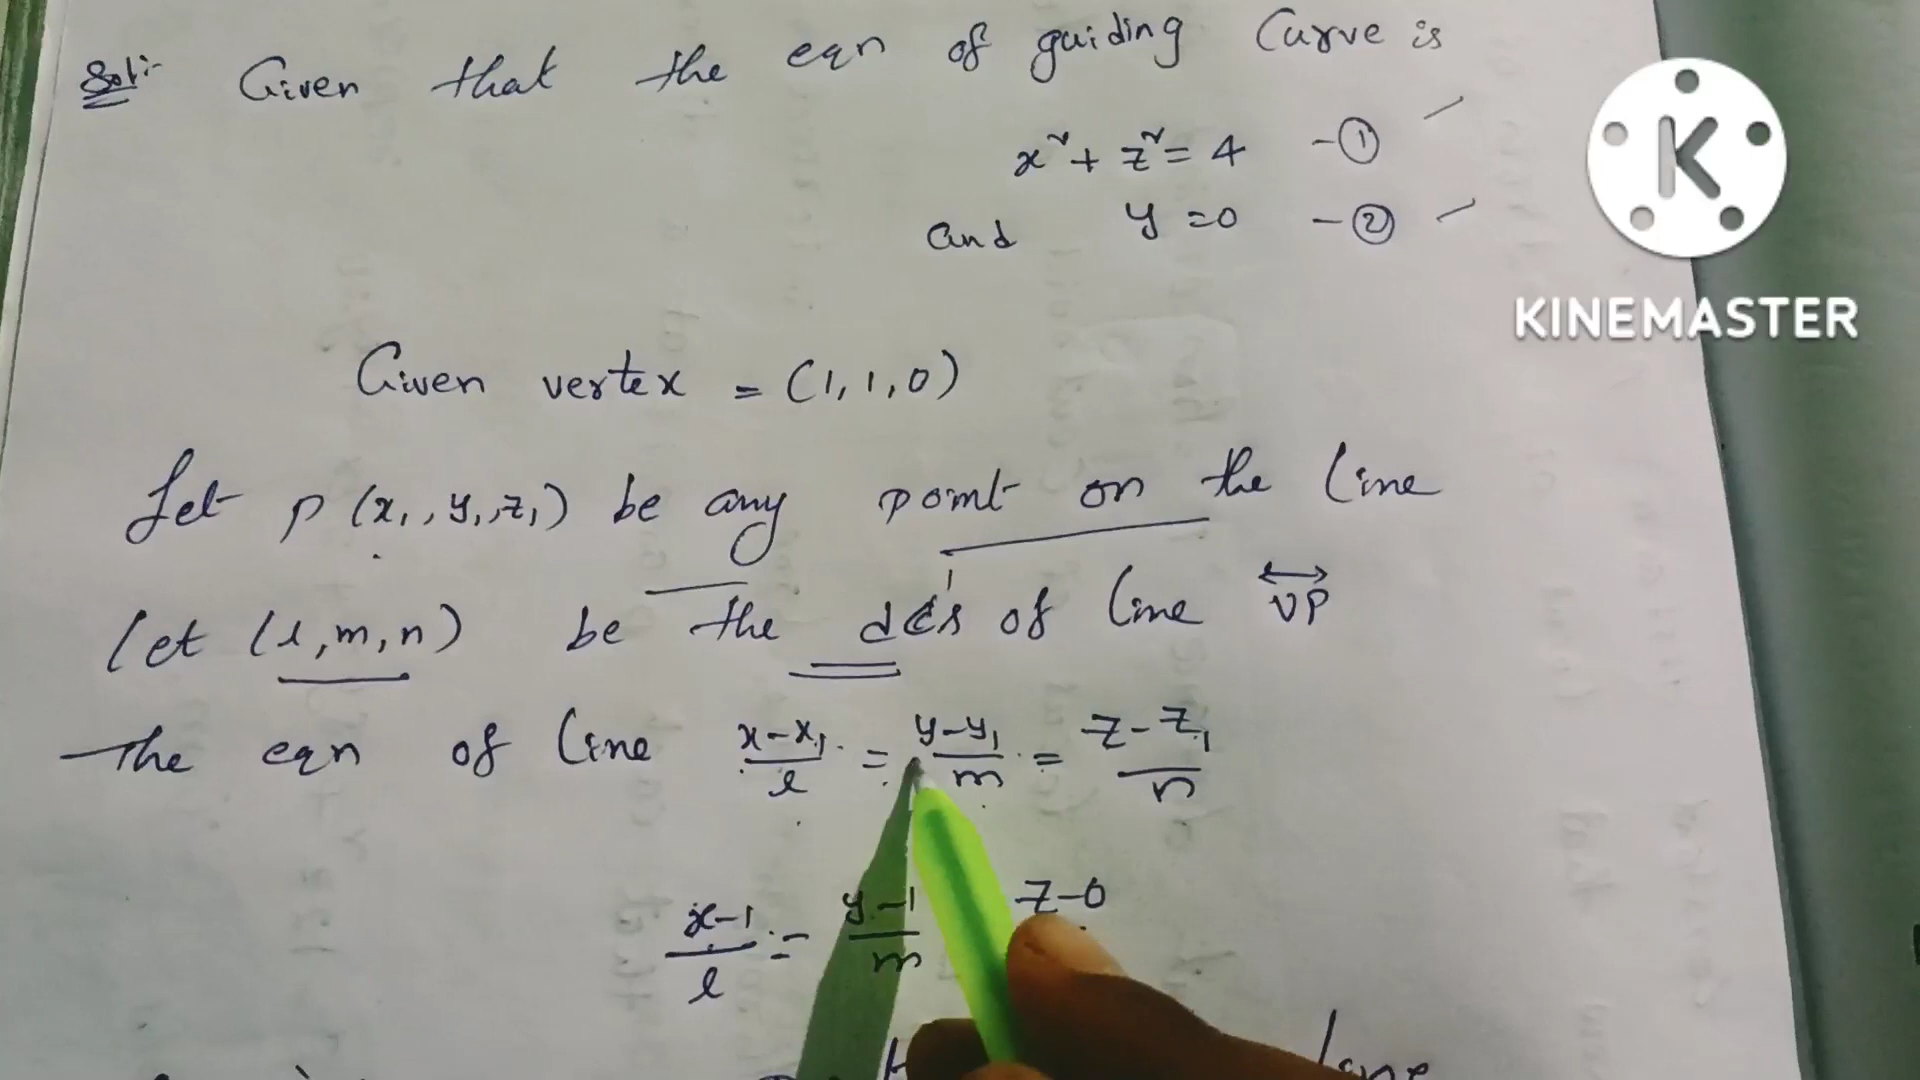 Sol:- Given that the eqn of guiding Curve is
x² + z² = 4 -①
and y=0 -②
K
KINEMASTER
Given vertex = (1,1,0)
Let P(x₁,y₁,z₁) be any point on the line
let (l,m,n) be the dc's of line VP
the eqn of line x-x₁/l = y-y₁/m = z-z₁/n
x-1/l = y-1/m z-0
line